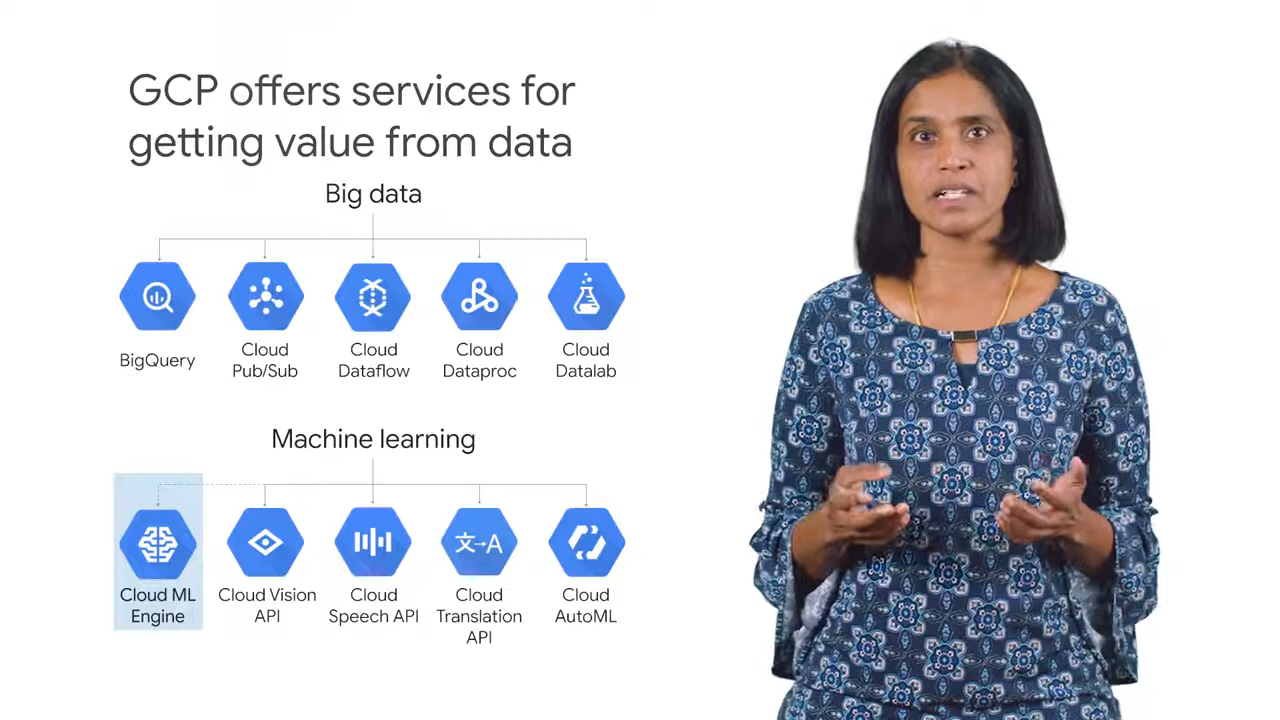 GCP offers services for
getting value from data
Big data
BigQuery
Cloud
Pub/Sub
Cloud
Dataflow
Cloud
Dataproc
Cloud
Datalab
Machine learning
Cloud ML
Engine
Cloud Vision
API
Cloud
Speech API
Cloud
Translation
API
Cloud
AutoML
文→A